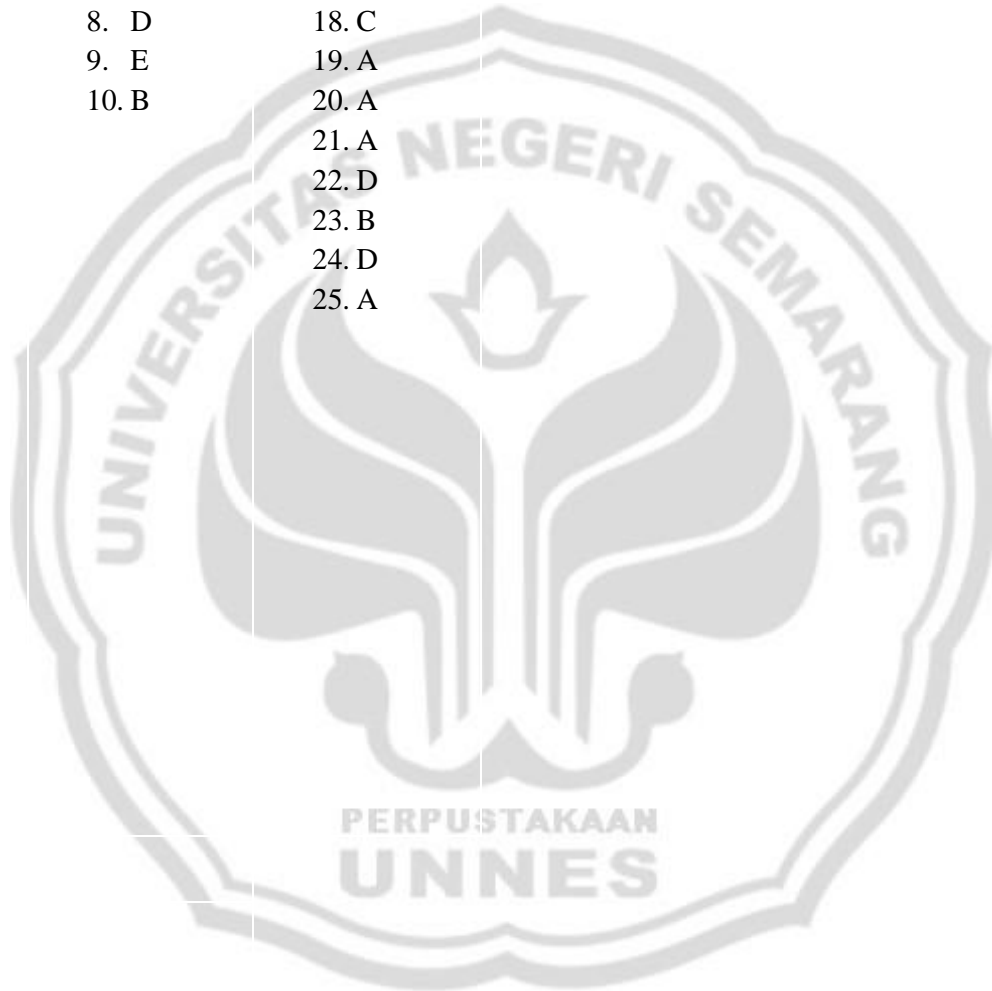 8. D
9. E
10. B
18. C
19. A
20. A
21. A
22. D
23. B
24. D
25. A
UNIVERSITAS NEGERI SEMARANG
PERPUSTAKAAN
UNNES